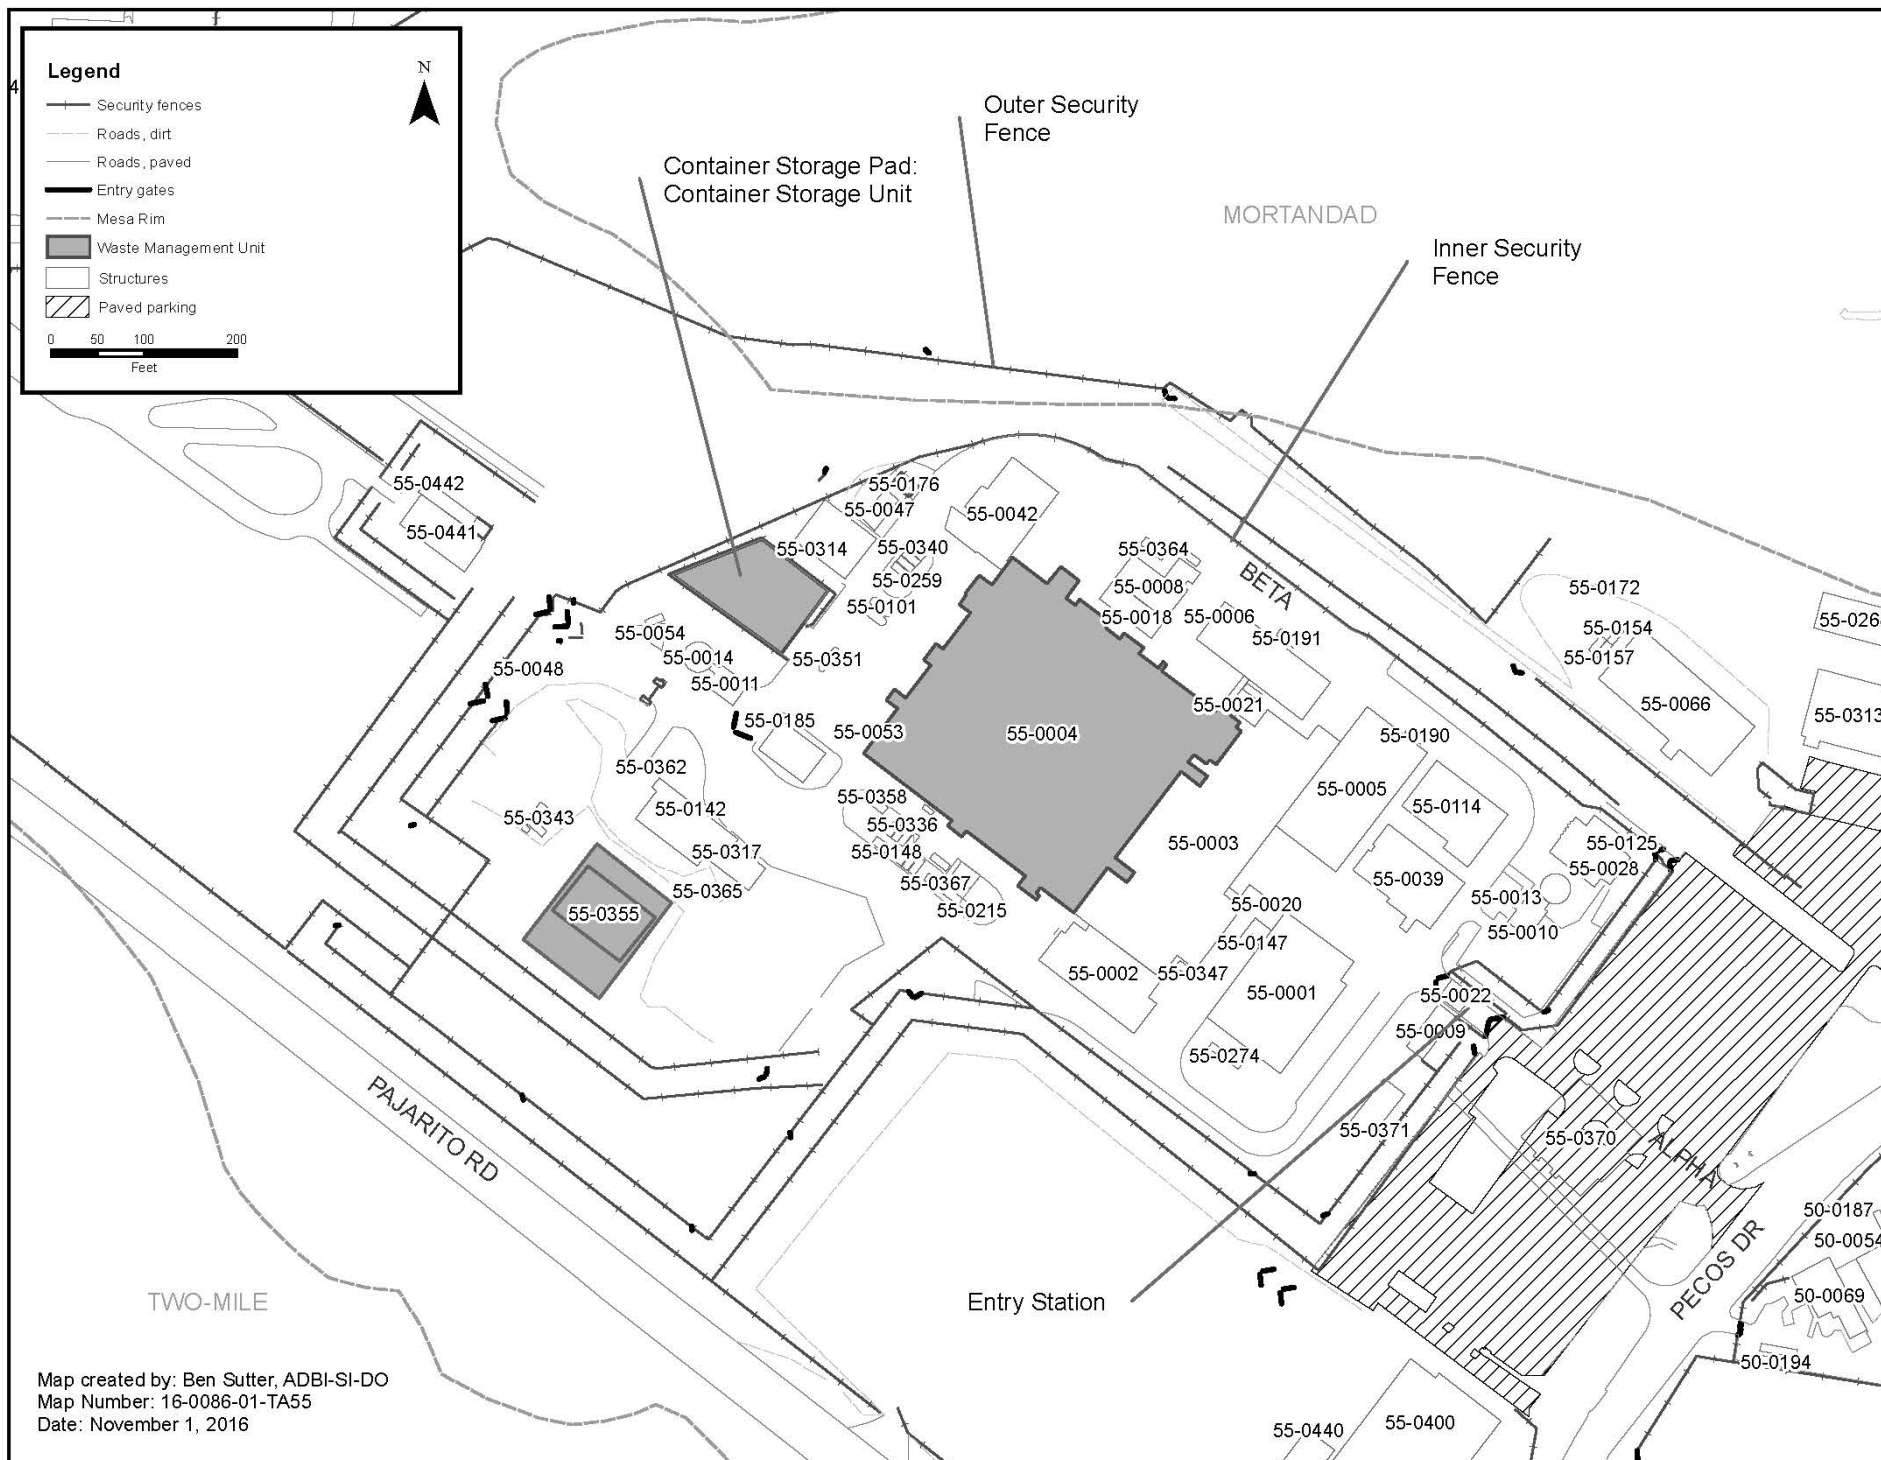 4
Legend
N
Security fences
Roads, dirt
Roads, paved
Entry gates
Mesa Rim
Waste Management Unit
Structures
Paved parking
0 50 100 200
Feet
Outer Security
Fence
Container Storage Pad:
Container Storage Unit
MORTANDAD
Inner Security
Fence
55-0442
55-0441
55-0176
55-0047
55-0042
55-0314
55-0340
55-0259
55-0101
55-0364
55-0008
55-0018
55-0006
55-0191
BETA
55-0172
55-0154
55-0157
55-0066
55-026
55-0313
55-0054
55-0014
55-0011
55-0351
55-0048
55-0185
55-0053
55-0004
55-0021
55-0190
55-0005
55-0114
55-0362
55-0142
55-0343
55-0317
55-0365
55-0355
55-0358
55-0336
55-0148
55-0367
55-0215
55-0003
55-0039
55-0125
55-0028
55-0013
55-0010
55-0020
55-0147
55-0002
55-0347
55-0001
55-0274
55-0022
55-0009
55-0371
55-0370
ALPHA
PAJARITO RD
PECOS DR
50-0187
50-0054
50-0069
50-0194
TWO-MILE
Entry Station
55-0440
55-0400
Map created by: Ben Sutter, ADBI-SI-DO
Map Number: 16-0086-01-TA55
Date: November 1, 2016